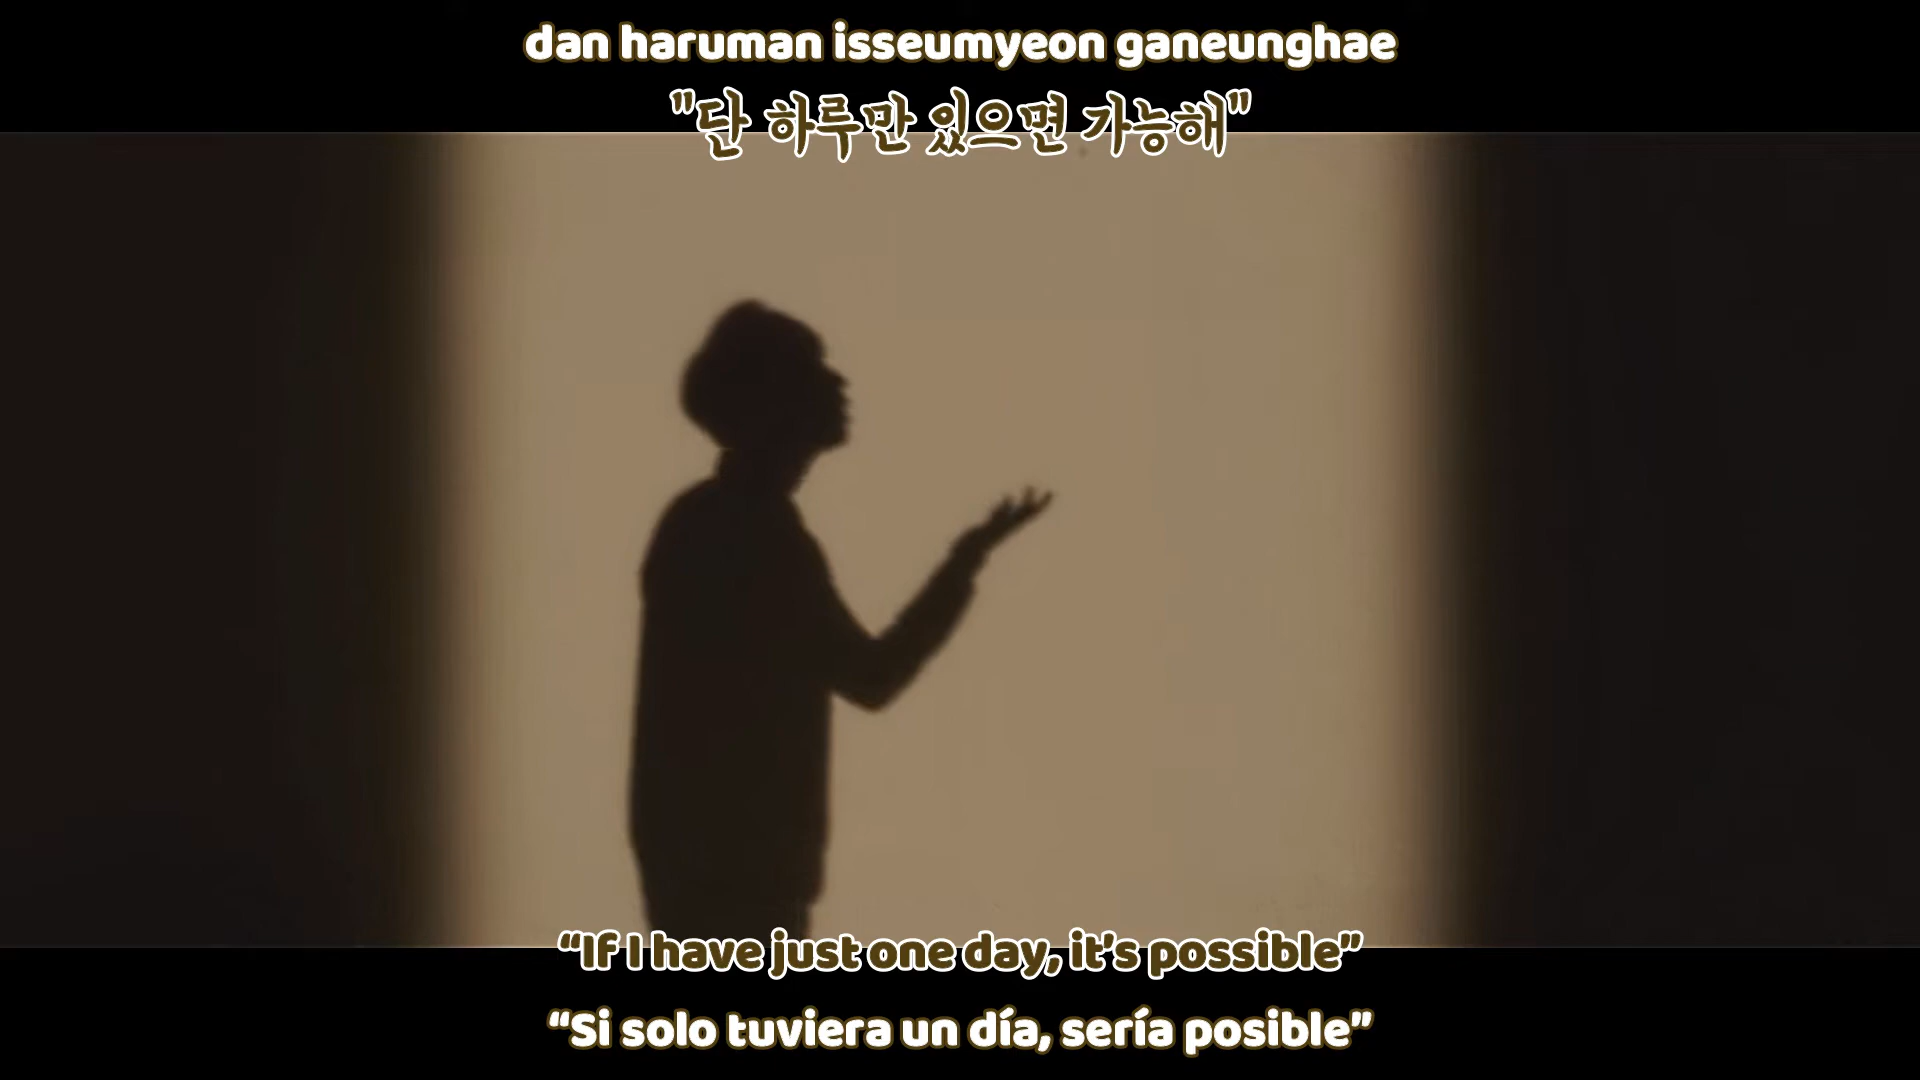 dan haruman isseumyeon ganeunghae
"단 하루만 있으면 가능해"
“If I have just one day, it’s possible”
“Si solo tuviera un día, sería posible”